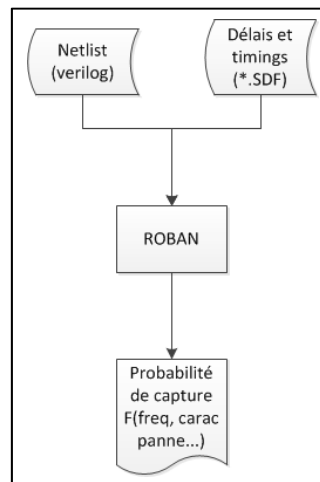 Netlist
(verilog)
Délais et
timings
(*.SDF)
ROBAN
Probabilité
de capture
F(freq, carac
panne...)